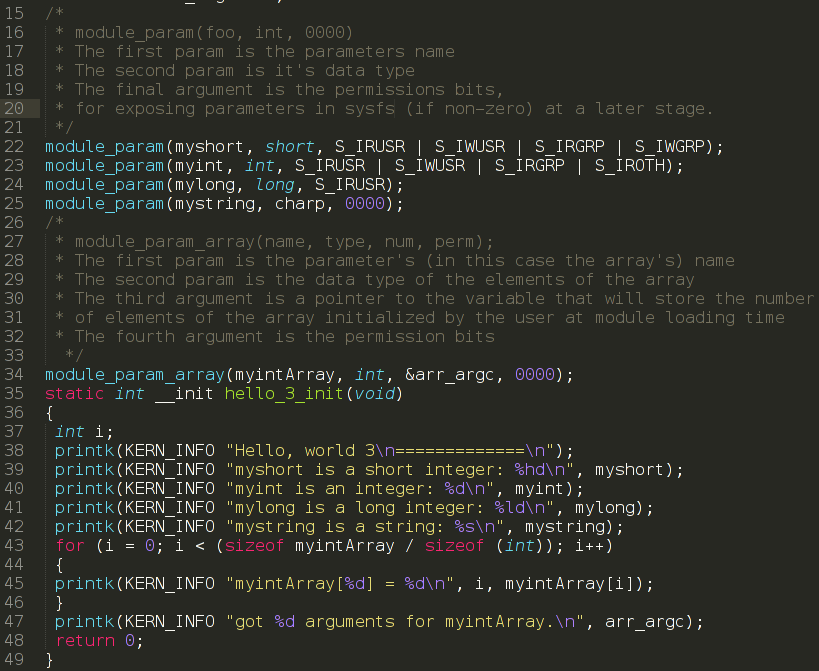 15 /*
16  * module_param(foo, int, 0000)
17  * The first param is the parameters name
18  * The second param is it's data type
19  * The final argument is the permissions bits,
20  * for exposing parameters in sysfs (if non-zero) at a later stage.
21  */
22 module_param(myshort, short, S_IRUSR | S_IWUSR | S_IRGRP | S_IWGRP);
23 module_param(myint, int, S_IRUSR | S_IWUSR | S_IRGRP | S_IROTH);
24 module_param(mylong, long, S_IRUSR);
25 module_param(mystring, charp, 0000);
26 /*
27  * module_param_array(name, type, num, perm);
28  * The first param is the parameter's (in this case the array's) name
29  * The second param is the data type of the elements of the array
30  * The third argument is a pointer to the variable that will store the number
31  * of elements of the array initialized by the user at module loading time
32  * The fourth argument is the permission bits
33   */
34 module_param_array(myintArray, int, &arr_argc, 0000);
35 static int __init hello_3_init(void)
36 {
37  int i;
38  printk(KERN_INFO "Hello, world 3\n=============\n");
39  printk(KERN_INFO "myshort is a short integer: %hd\n", myshort);
40  printk(KERN_INFO "myint is an integer: %d\n", myint);
41  printk(KERN_INFO "mylong is a long integer: %ld\n", mylong);
42  printk(KERN_INFO "mystring is a string: %s\n", mystring);
43  for (i = 0; i < (sizeof myintArray / sizeof (int)); i++)
44  {
45  printk(KERN_INFO "myintArray[%d] = %d\n", i, myintArray[i]);
46  }
47  printk(KERN_INFO "got %d arguments for myintArray.\n", arr_argc);
48  return 0;
49 }